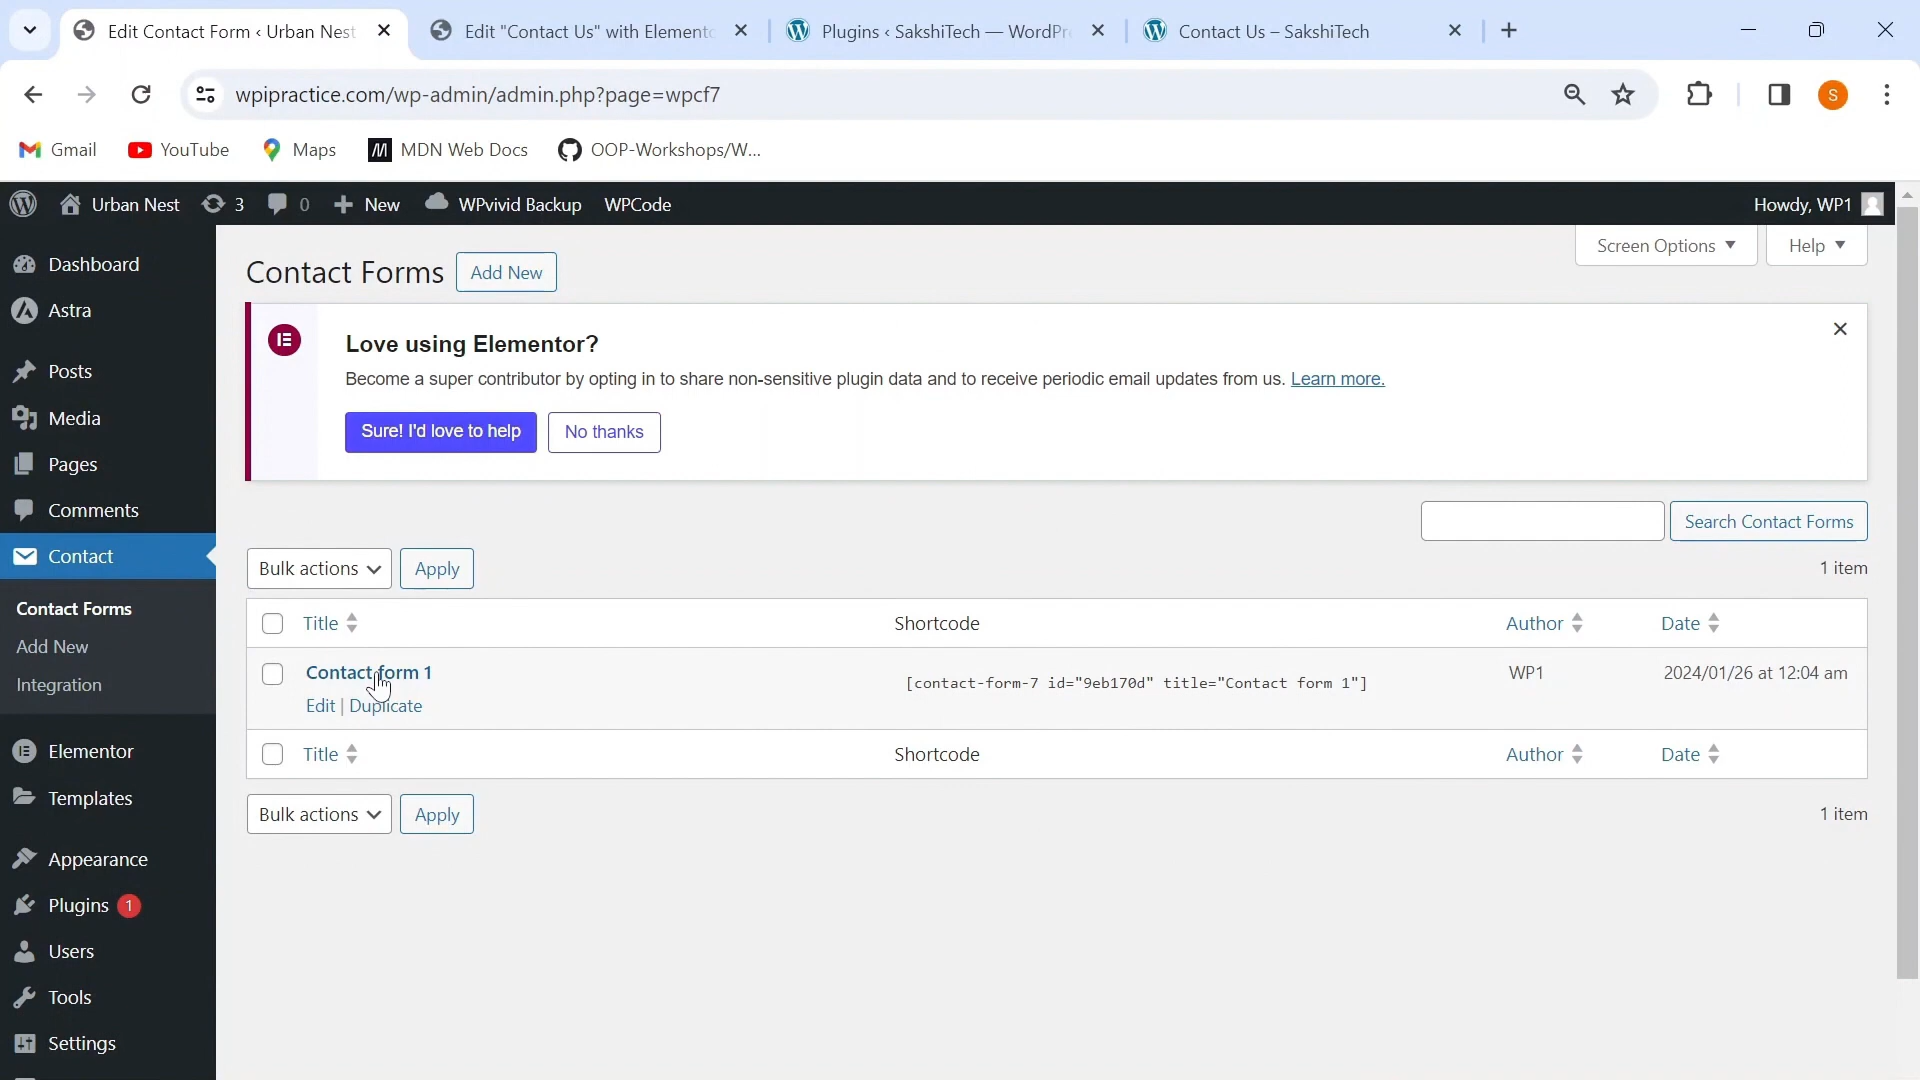 Edit Contact Form ‹ Urban Nest
Edit "Contact Us" with Elemento
Plugins ‹ SakshiTech — WordPr
Contact Us – SakshiTech
wpipractice.com/wp-admin/admin.php?page=wpcf7
S
Gmail
YouTube
Maps
MDN Web Docs
OOP-Workshops/W...
Urban Nest
3
0
New
WPvivid Backup
WPCode
Howdy, WP1
Dashboard
Astra
Posts
Media
Pages
Comments
Contact
Contact Forms
Add New
Integration
Elementor
Templates
Appearance
Plugins 1
Users
Tools
Settings
Screen Options
Help
Contact Forms
Add New
Love using Elementor?
Become a super contributor by opting in to share non-sensitive plugin data and to receive periodic email updates from us. Learn more.
Sure! I'd love to help
No thanks
Search Contact Forms
Bulk actions
Apply
1 item
Title
Shortcode
Author
Date
Contact form 1
[contact-form-7 id="9eb170d" title="Contact form 1"]
WP1
2024/01/26 at 12:04 am
Edit | Duplicate
Title
Shortcode
Author
Date
Bulk actions
Apply
1 item